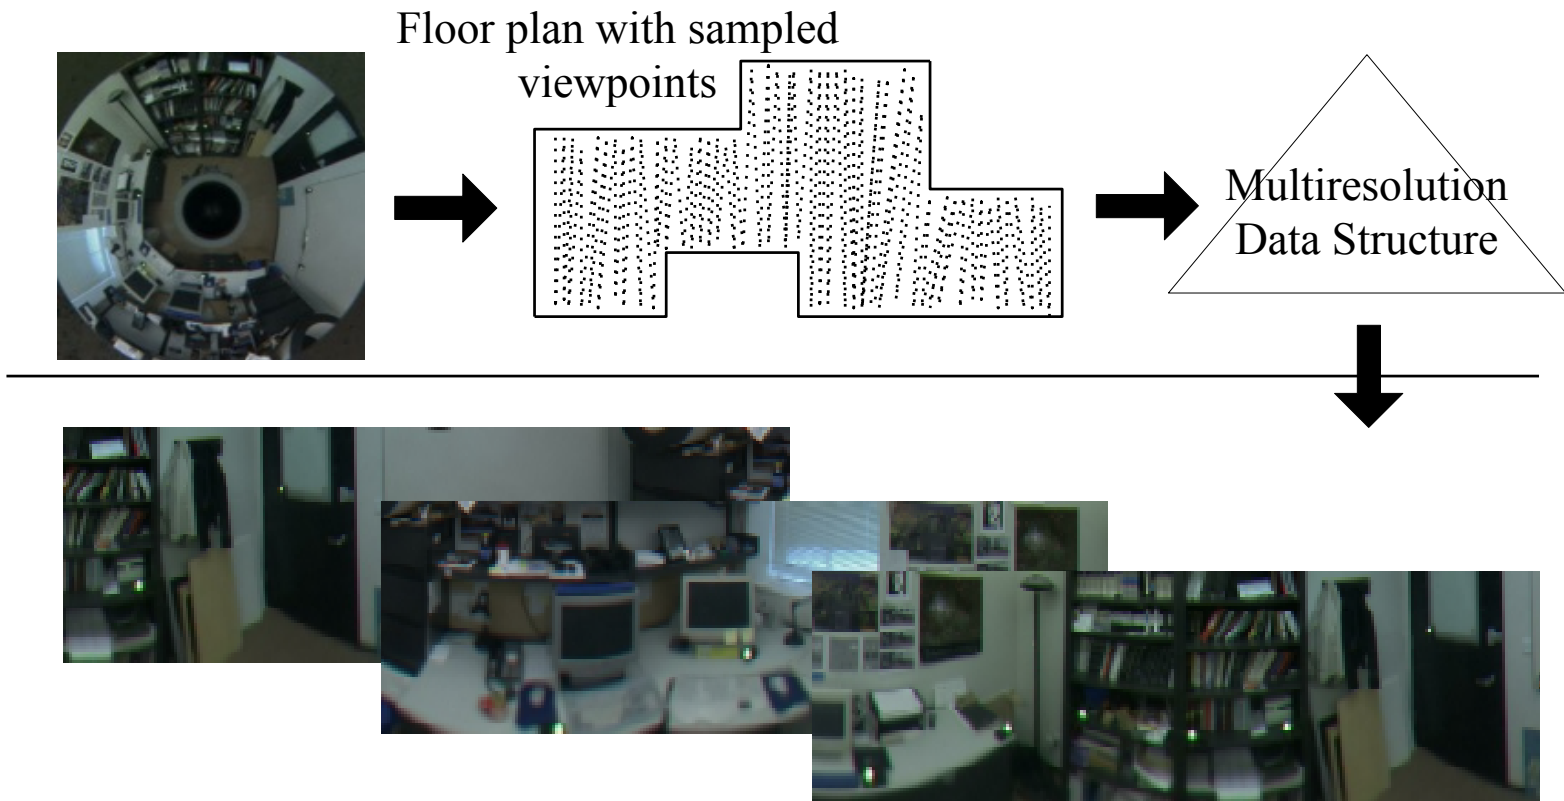 Floor plan with sampled
viewpoints
Multiresolution
Data Structure